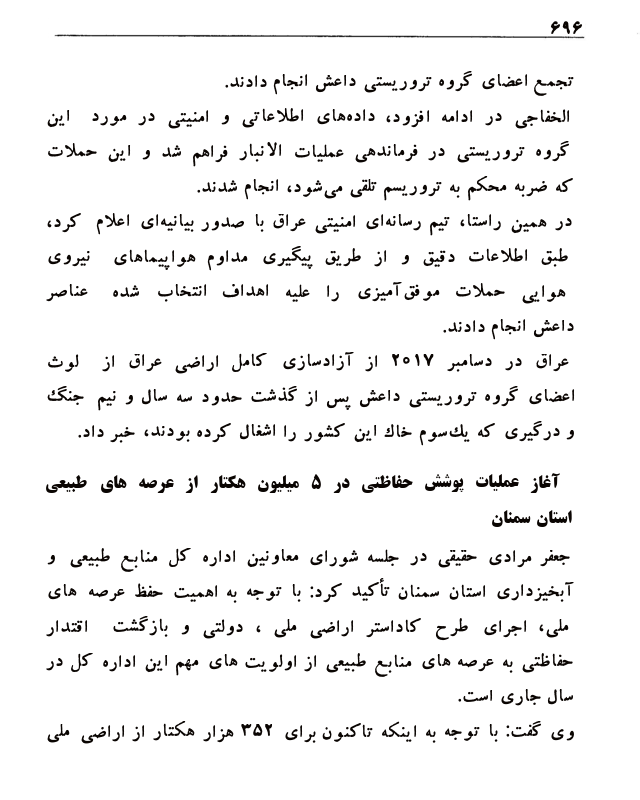 ۶۹۶
تجمع اعضای گروه تروریستی داعش انجام دادند.
الخفاجی در ادامه افزود، داده‌های اطلاعاتی و امنیتی در مورد این
گروه تروریستی در فرماندهی عملیات الانبار فراهم شد و این حملات
که ضربه محکم به تروریسم تلقی می‌شود، انجام شدند.
در همین راستا، تیم رسانه‌ای امنیتی عراق با صدور بیانیه‌ای اعلام کرد،
طبق اطلاعات دقیق و از طریق پیگیری مداوم هواپیماهای نیروی
هوایی حملات موفق‌آمیزی را علیه اهداف انتخاب شده عناصر
داعش انجام دادند.
عراق در دسامبر ۲۰۱۷ از آزادسازی کامل اراضی عراق از لوث
اعضای گروه تروریستی داعش پس از گذشت حدود سه سال و نیم جنگ
و درگیری که یک‌سوم خاک این کشور را اشغال کرده بودند، خبر داد.
آغاز عملیات پوشش حفاظتی در ۵ میلیون هکتار از عرصه های طبیعی
استان سمنان
جعفر مرادی حقیقی در جلسه شورای معاونین اداره کل منابع طبیعی و
آبخیزداری استان سمنان تأکید کرد: با توجه به اهمیت حفظ عرصه های
ملی، اجرای طرح کاداستر اراضی ملی ، دولتی و بازگشت اقتدار
حفاظتی به عرصه های منابع طبیعی از اولویت های مهم این اداره کل در
سال جاری است.
وی گفت: با توجه به اینکه تاکنون برای ۳۵۲ هزار هکتار از اراضی ملی